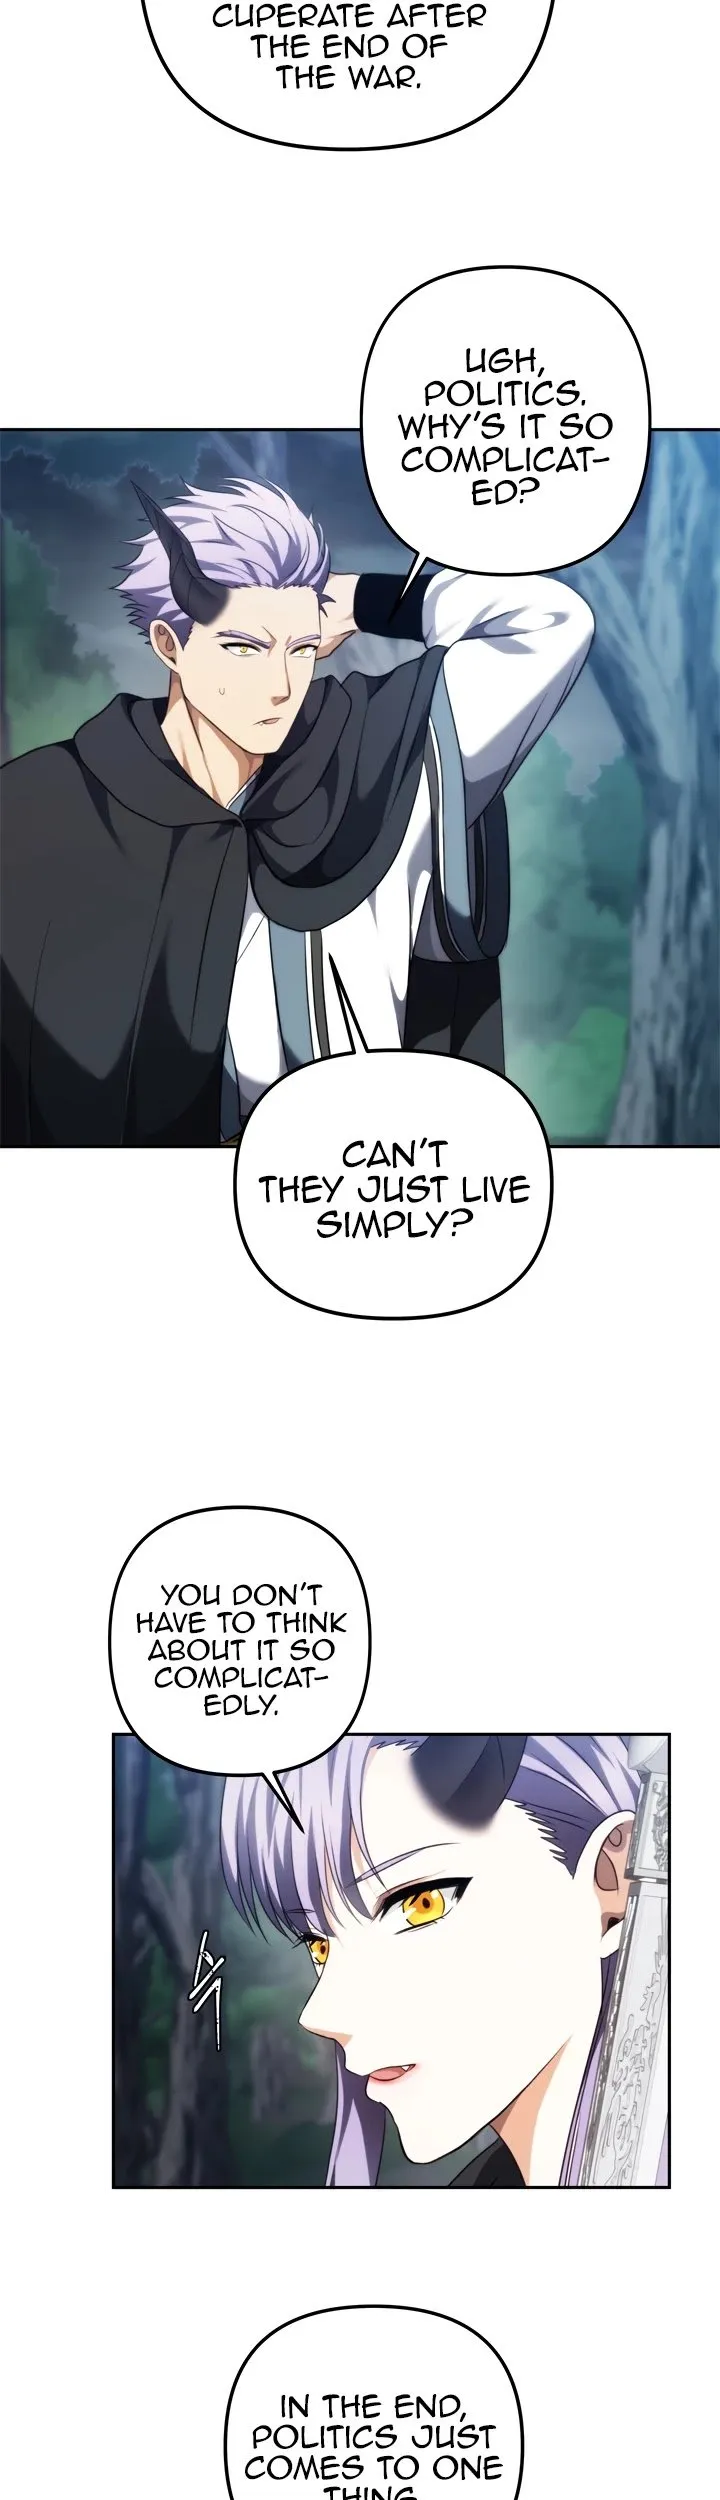 CUPERATE AFTER
THE END OF
THE WAR.
UGH,
POLITICS.
WHY'S IT SO
COMPLICAT-
ED?
CAN'T
THEY JUST LIVE
SIMPLY?
YOU DON'T
HAVE TO THINK
ABOUT IT SO
COMPLICAT-
EDLY.
IN THE END,
POLITICS JUST
COMES TO ONE
THING